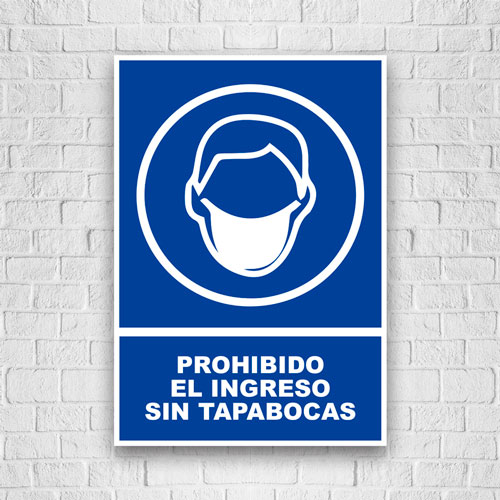 PROHIBIDO
EL INGRESO
SIN TAPABOCAS